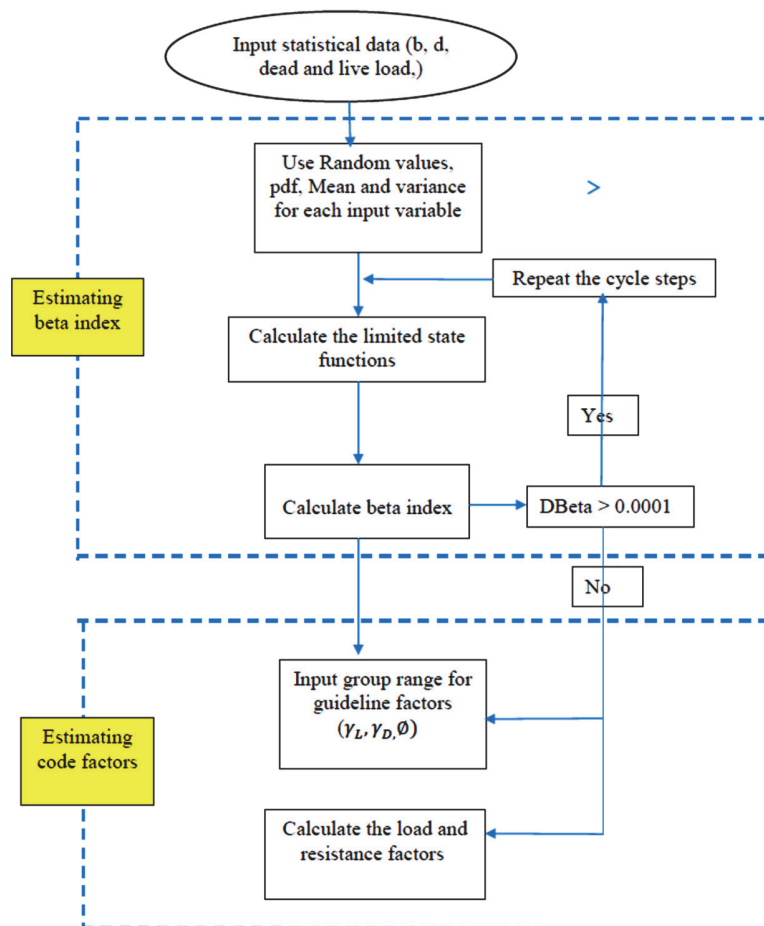 Input statistical data (b, d,
dead and live load,)
Use Random values,
pdf, Mean and variance
for each input variable
>
Repeat the cycle steps
Estimating
beta index
Calculate the limited state
functions
Yes
Calculate beta index
DBeta > 0.0001
No
Input group range for
guideline factors
(γ_L, γ_D, Ø)
Estimating
code factors
Calculate the load and
resistance factors